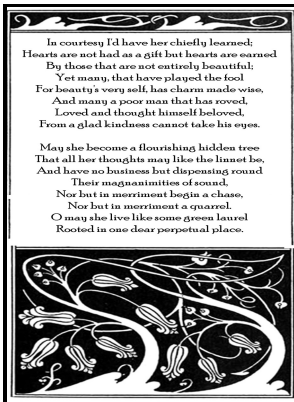 In courtesy I'd have her chiefly learned;
Hearts are not had as a gift but hearts are earned
By those that are not entirely beautiful;
Yet many, that have played the fool
For beauty's very self, has charm made wise,
And many a poor man that has roved,
Loved and thought himself beloved,
From a glad kindness cannot take his eyes.

May she become a flourishing hidden tree
That all her thoughts may like the linnet be,
And have no business but dispensing round
Their magnanimities of sound,
Nor but in merriment begin a chase,
Nor but in merriment a quarrel.
O may she live like some green laurel
Rooted in one dear perpetual place.